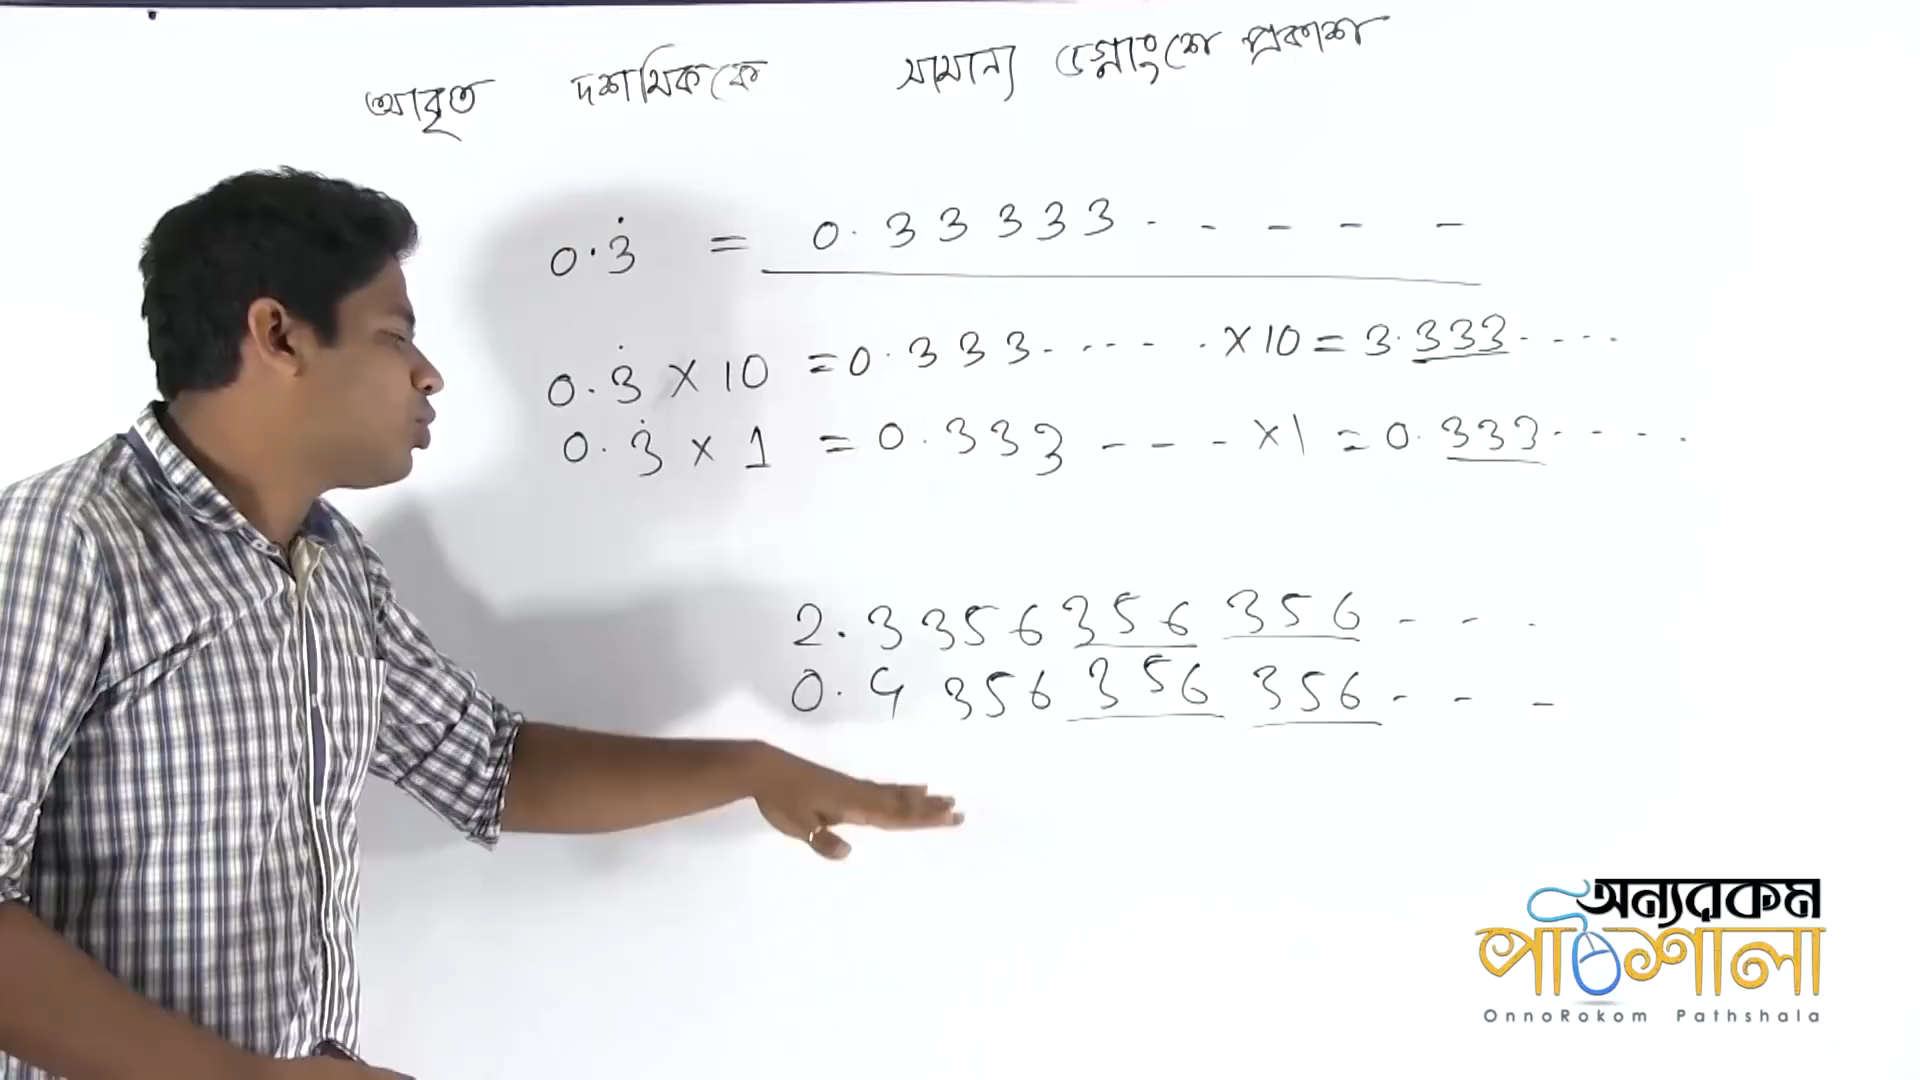 আবৃত দশমিককে সামান্য ভগ্নাংশে প্রকাশ
0.3̇ = 0.33333.----
0.3̇ × 10 = 0.333....... × 10 = 3.333.....
0.3̇ × 1 = 0.333 --- × 1 = 0.333.....
2.3356356356 --.
0.9356356356 ---
অন্যরকম
পাঠশালা
OnnoRokom Pathshala